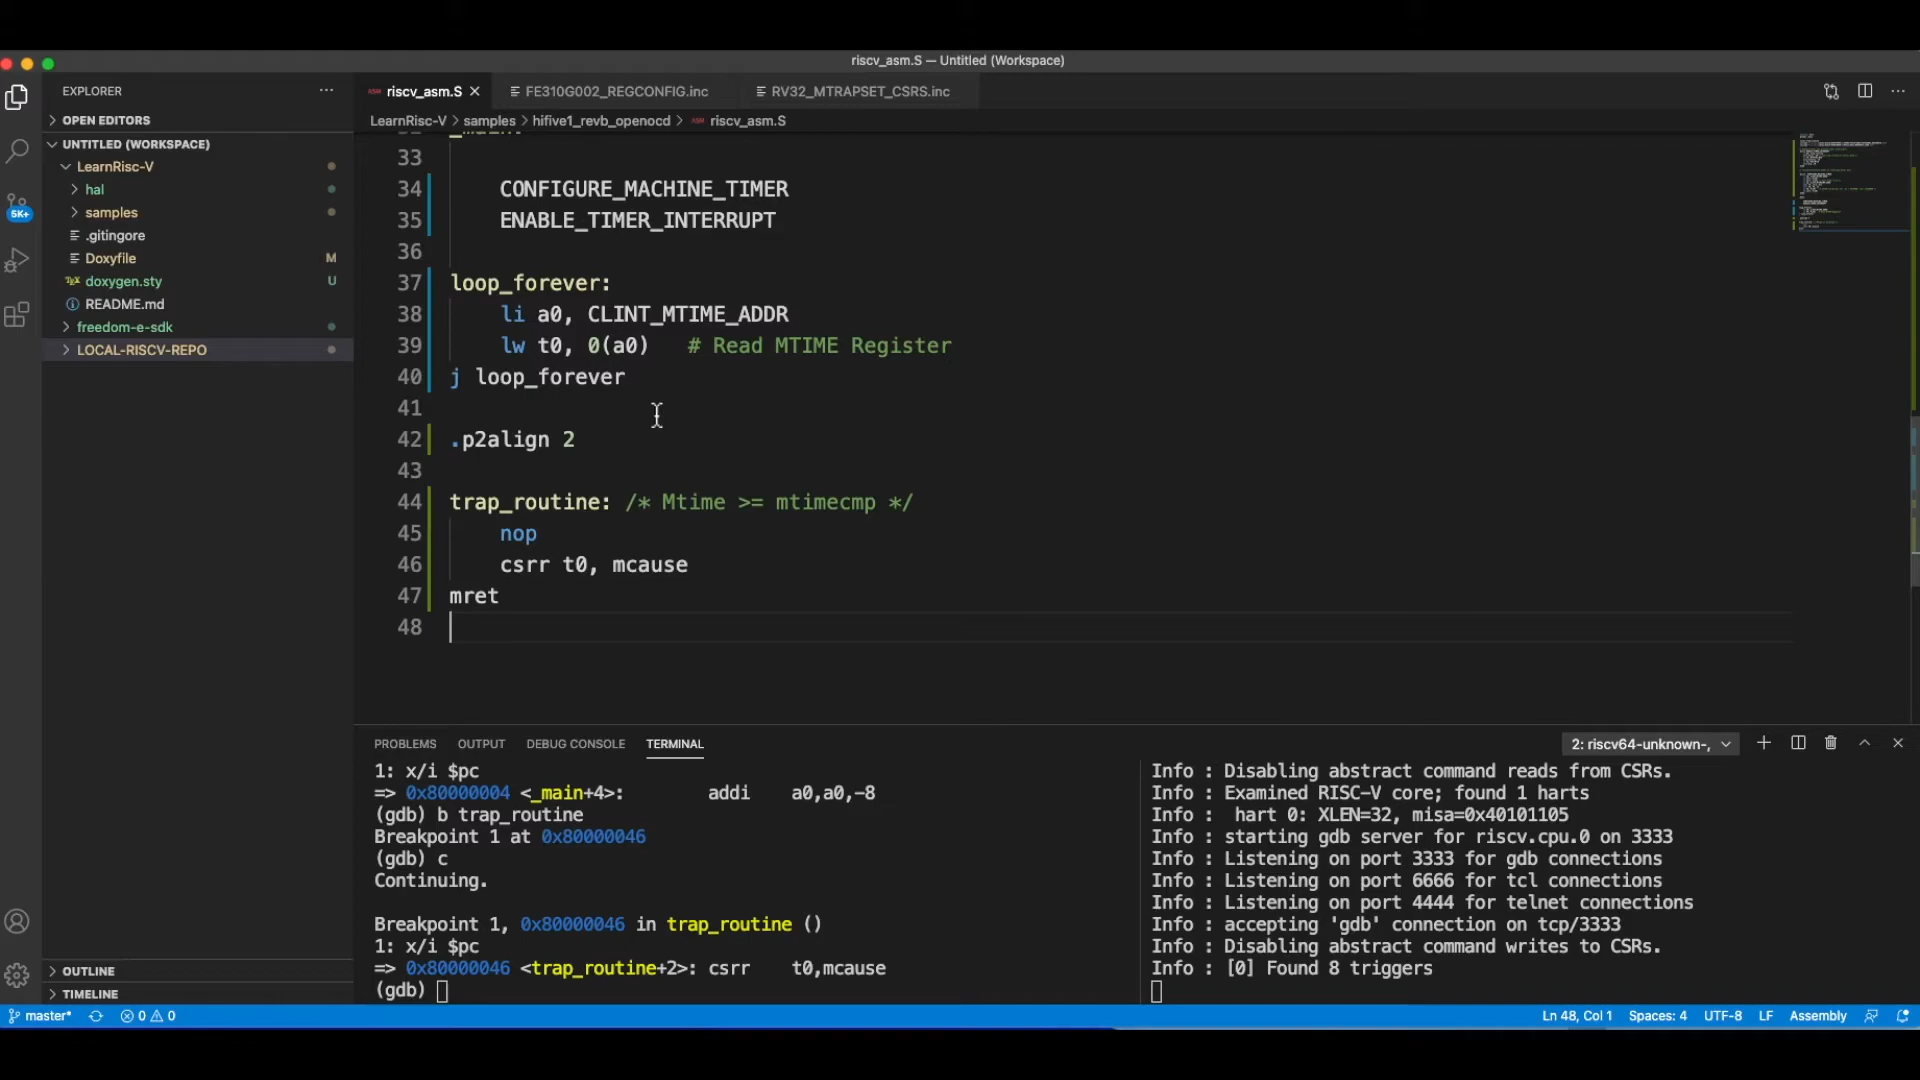 riscv_asm.S — Untitled (Workspace)
EXPLORER ···
riscv_asm.S ×
FE310G002_REGCONFIG.inc
RV32_MTRAPSET_CSRS.inc
LearnRisc-V > samples > hifive1_revb_openocd > riscv_asm.S
OPEN EDITORS
UNTITLED (WORKSPACE)
LearnRisc-V
hal
samples
.gitingore
Doxyfile M
doxygen.sty U
README.md
freedom-e-sdk
LOCAL-RISCV-REPO
OUTLINE
TIMELINE
5K+
_main:
33
34 CONFIGURE_MACHINE_TIMER
35 ENABLE_TIMER_INTERRUPT
36
37 loop_forever:
38 li a0, CLINT_MTIME_ADDR
39 lw t0, 0(a0) # Read MTIME Register
40 j loop_forever
41
42 .p2align 2
43
44 trap_routine: /* Mtime >= mtimecmp */
45 nop
46 csrr t0, mcause
47 mret
48
PROBLEMS OUTPUT DEBUG CONSOLE TERMINAL
2: riscv64-unknown-,
1: x/i $pc
=> 0x80000004 <_main+4>: addi a0,a0,-8
(gdb) b trap_routine
Breakpoint 1 at 0x80000046
(gdb) c
Continuing.
Breakpoint 1, 0x80000046 in trap_routine ()
1: x/i $pc
=> 0x80000046 <trap_routine+2>: csrr t0,mcause
(gdb)
Info : Disabling abstract command reads from CSRs.
Info : Examined RISC-V core; found 1 harts
Info : hart 0: XLEN=32, misa=0x40101105
Info : starting gdb server for riscv.cpu.0 on 3333
Info : Listening on port 3333 for gdb connections
Info : Listening on port 6666 for tcl connections
Info : Listening on port 4444 for telnet connections
Info : accepting 'gdb' connection on tcp/3333
Info : Disabling abstract command writes to CSRs.
Info : [0] Found 8 triggers
master* 0 0
Ln 48, Col 1 Spaces: 4 UTF-8 LF Assembly